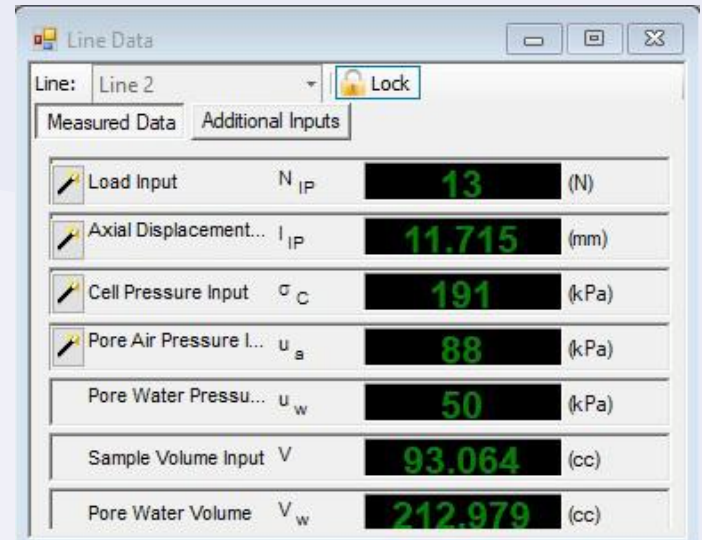 Line Data
Line: Line 2 Lock
Measured Data Additional Inputs
Load Input N IP 13 (N)
Axial Displacement... l IP 11.715 (mm)
Cell Pressure Input σ C 191 (kPa)
Pore Air Pressure I... u a 88 (kPa)
Pore Water Pressu... u w 50 (kPa)
Sample Volume Input V 93.064 (cc)
Pore Water Volume V w 212.979 (cc)